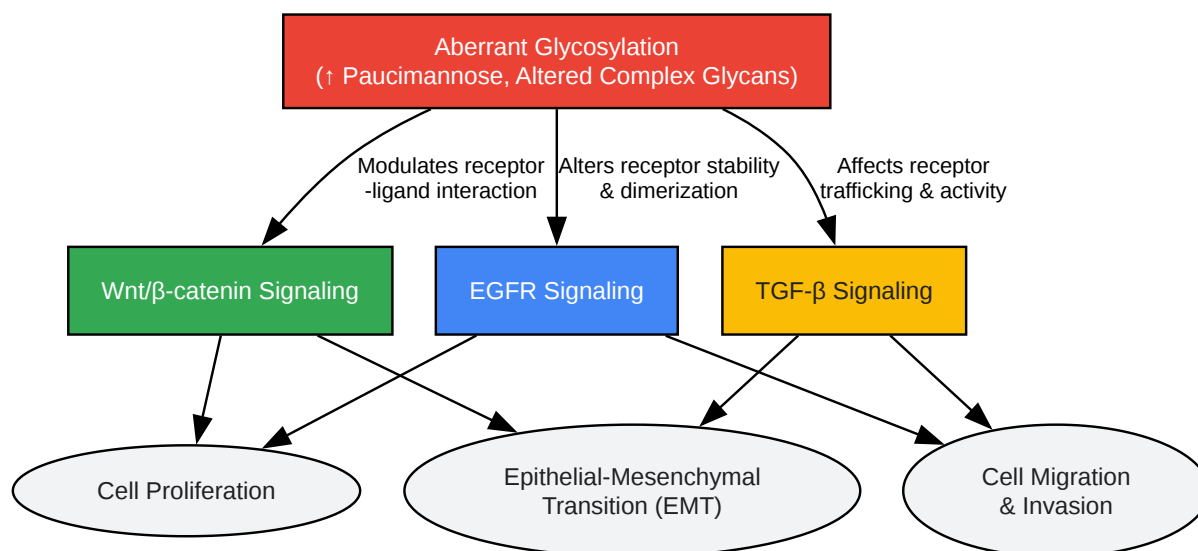 Aberrant Glycosylation
(↑ Paucimannose, Altered Complex Glycans)
Modulates receptor
-ligand interaction
Alters receptor stability
& dimerization
Affects receptor
trafficking & activity
Wnt/β-catenin Signaling
EGFR Signaling
TGF-β Signaling
Cell Proliferation
Epithelial-Mesenchymal
Transition (EMT)
Cell Migration
& Invasion